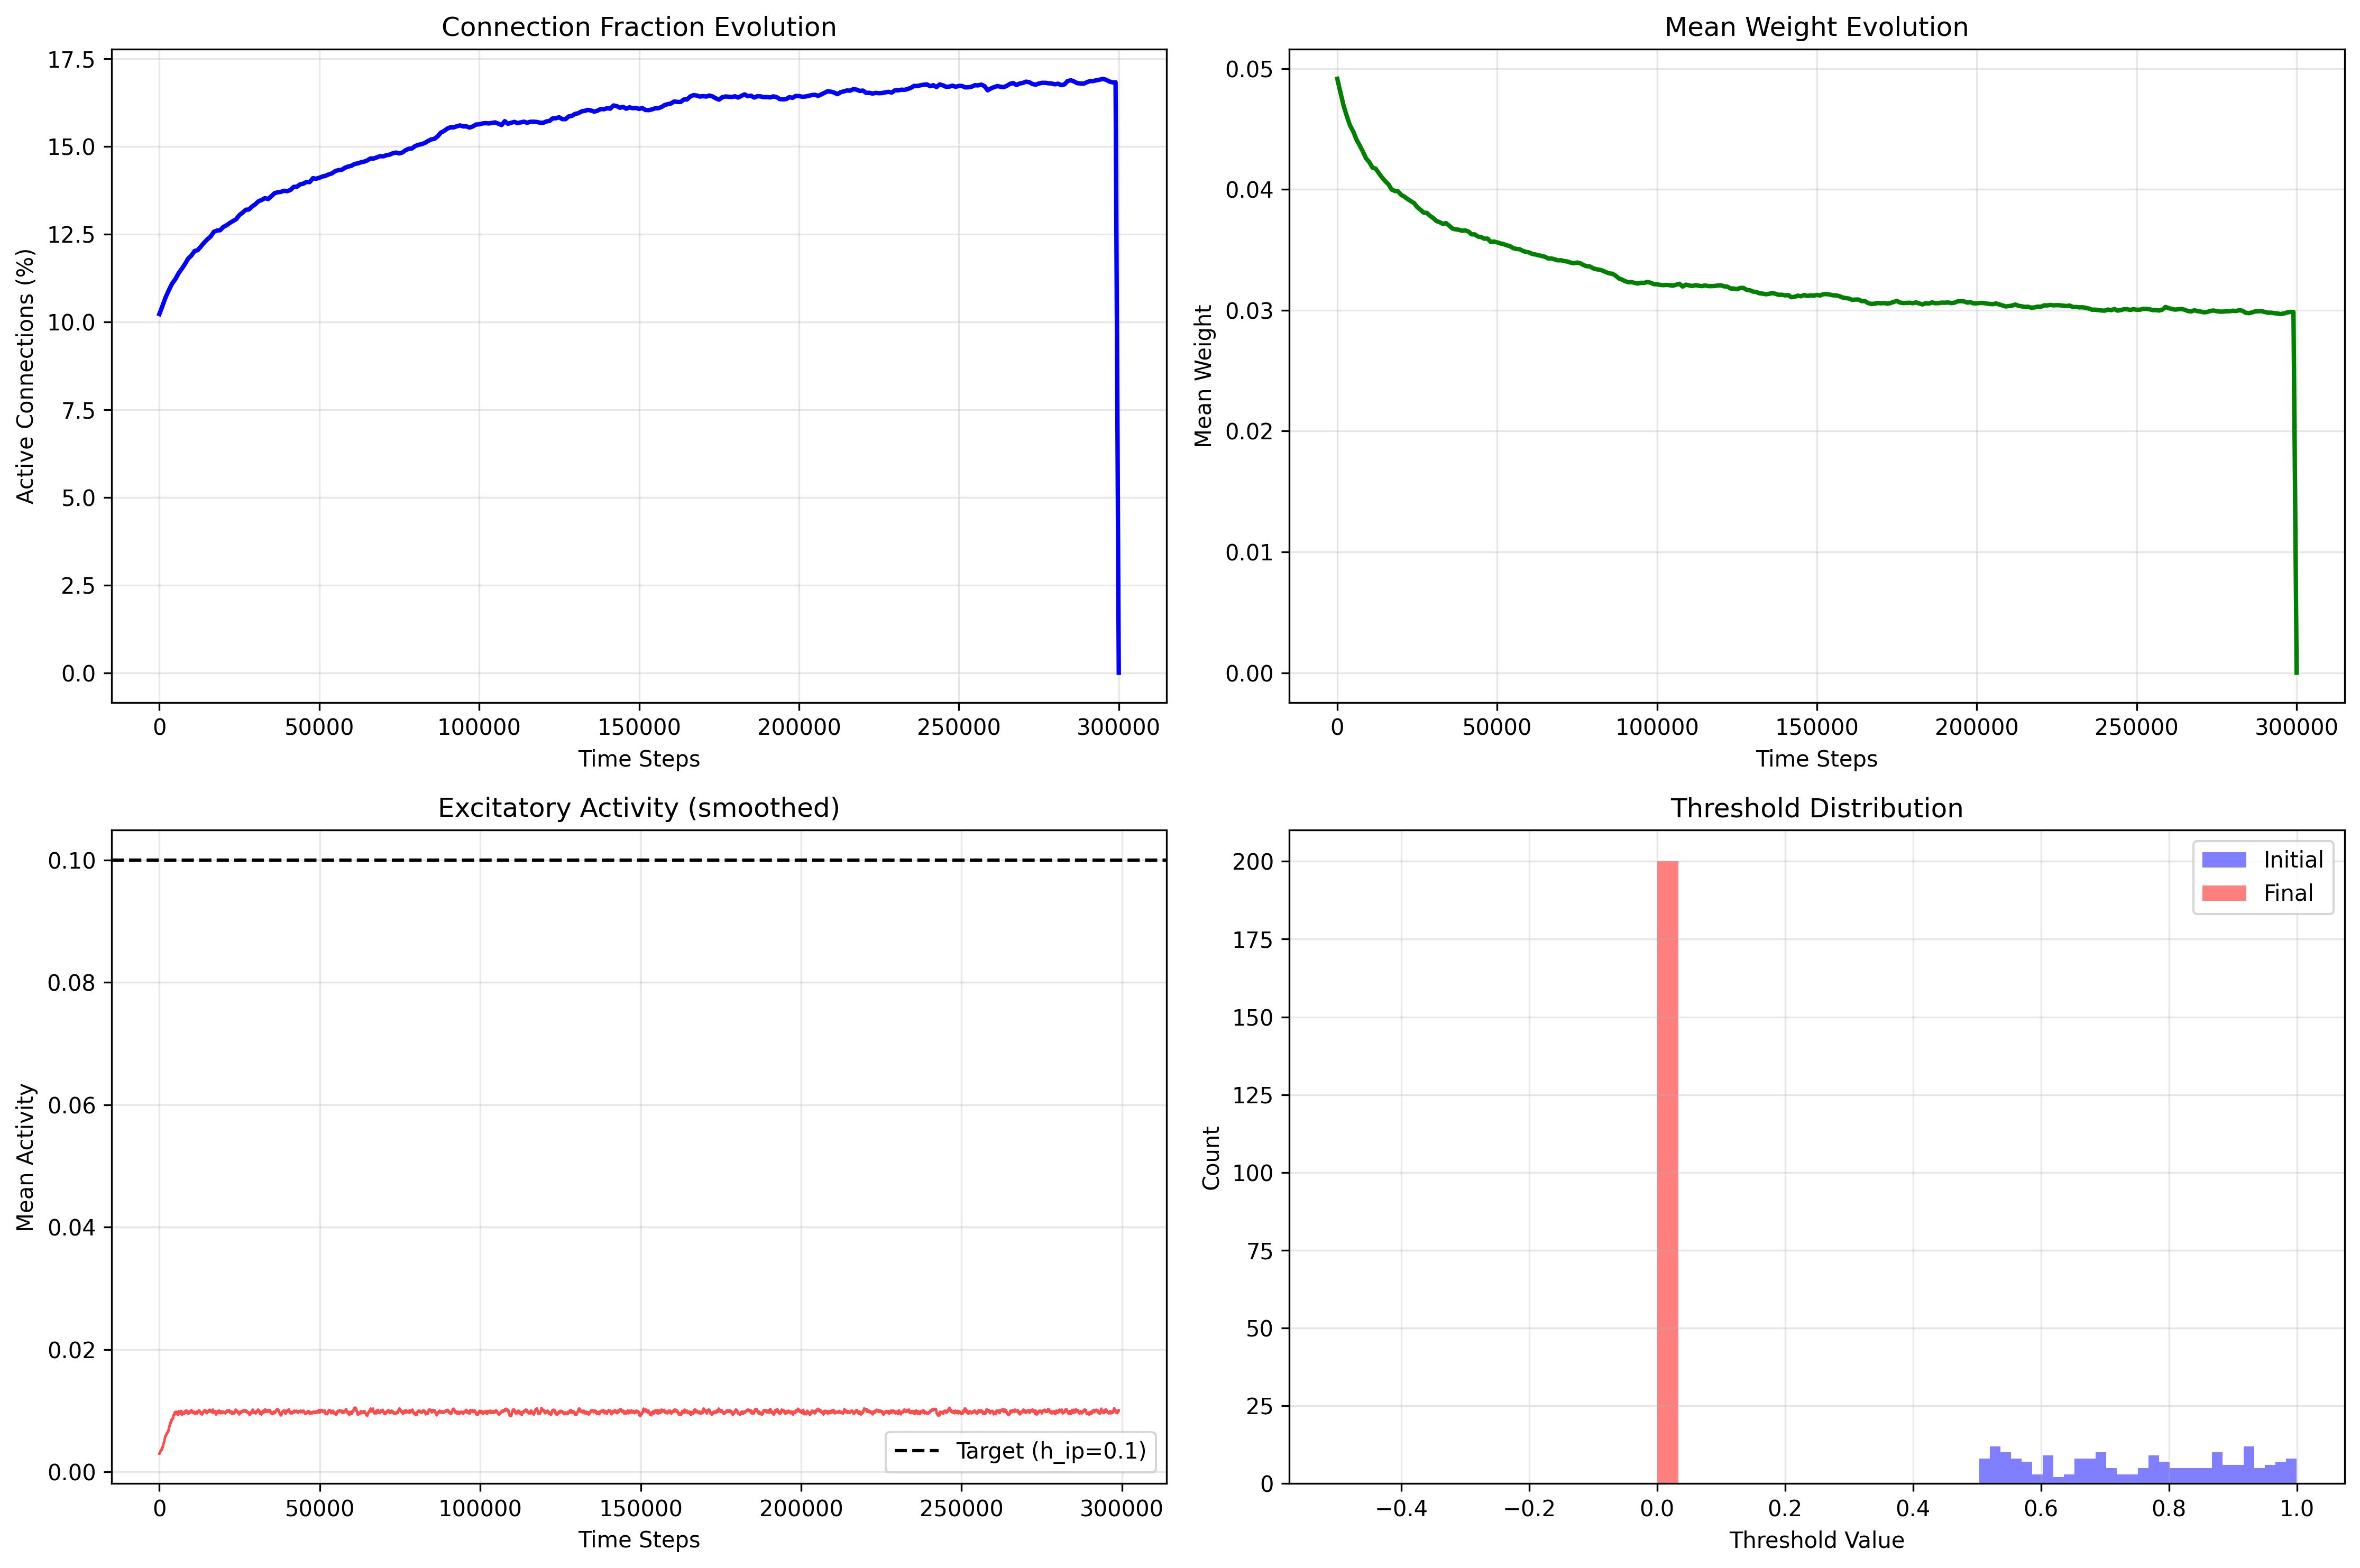 Connection Fraction Evolution
17.5
15.0
12.5
10.0
7.5
5.0
2.5
0.0
Active Connections (%)
0 50000 100000 150000 200000 250000 300000
Time Steps
Mean Weight Evolution
0.05
0.04
0.03
0.02
0.01
0.00
Mean Weight
0 50000 100000 150000 200000 250000 300000
Time Steps
Excitatory Activity (smoothed)
0.10
0.08
0.06
0.04
0.02
0.00
Mean Activity
Target (h_ip=0.1)
0 50000 100000 150000 200000 250000 300000
Time Steps
Threshold Distribution
Initial
Final
200
175
150
125
100
75
50
25
0
Count
−0.4 −0.2 0.0 0.2 0.4 0.6 0.8 1.0
Threshold Value